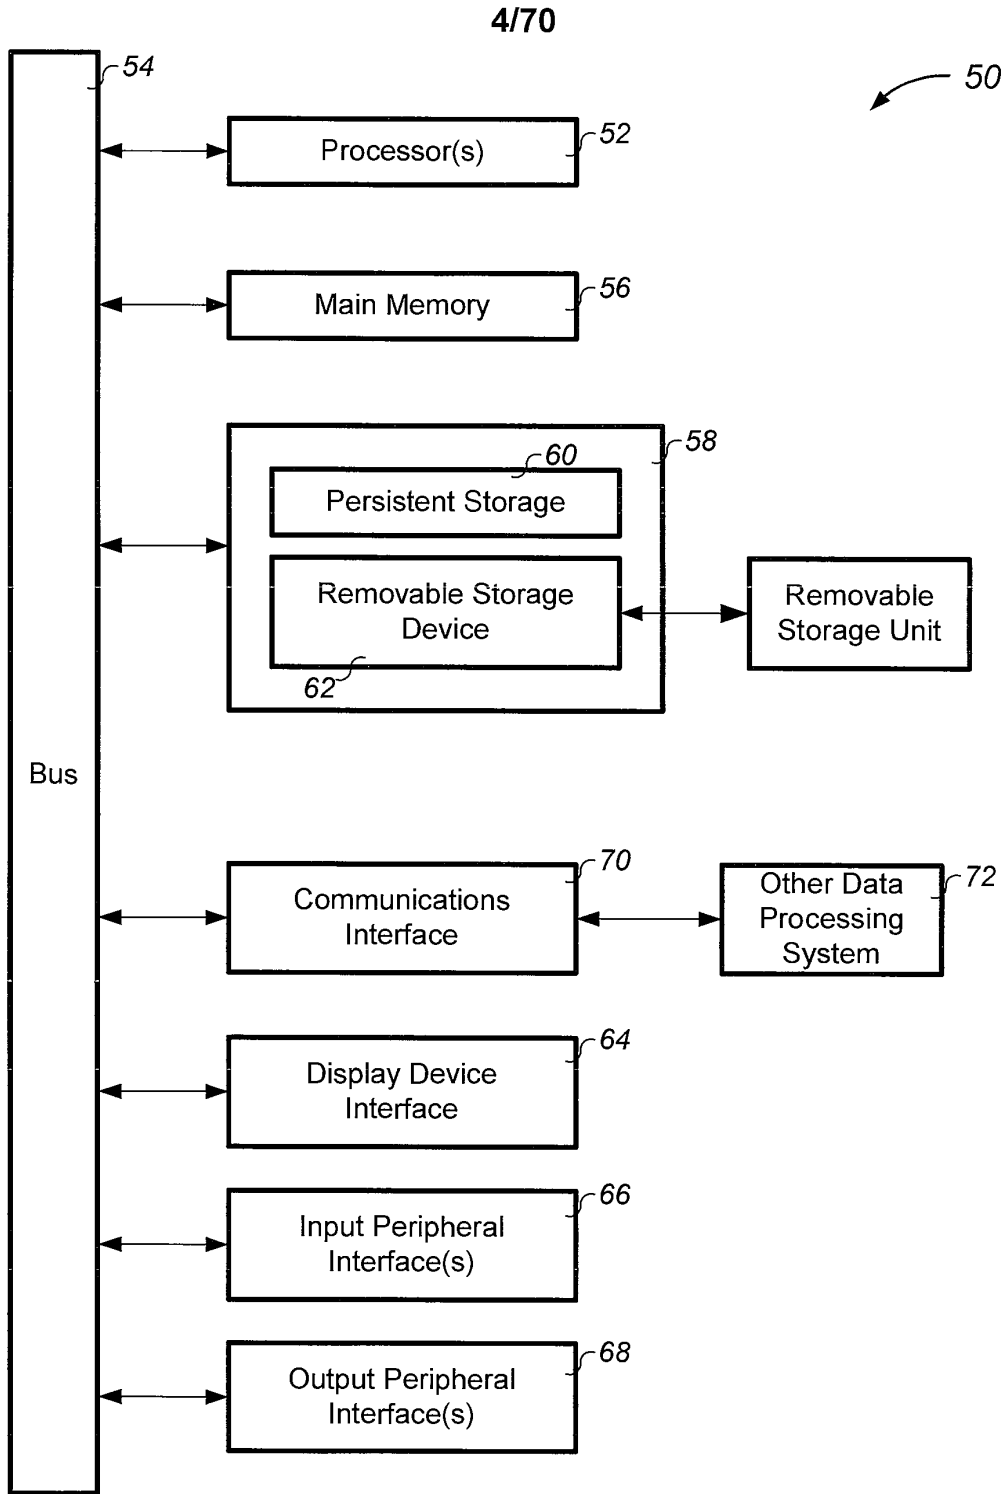 4/70
54
50
Processor(s)
52
Main Memory
56
58
60
Persistent Storage
Removable Storage
Device
62
Removable
Storage Unit
Bus
Communications
Interface
70
Other Data
Processing
System
72
Display Device
Interface
64
Input Peripheral
Interface(s)
66
Output Peripheral
Interface(s)
68